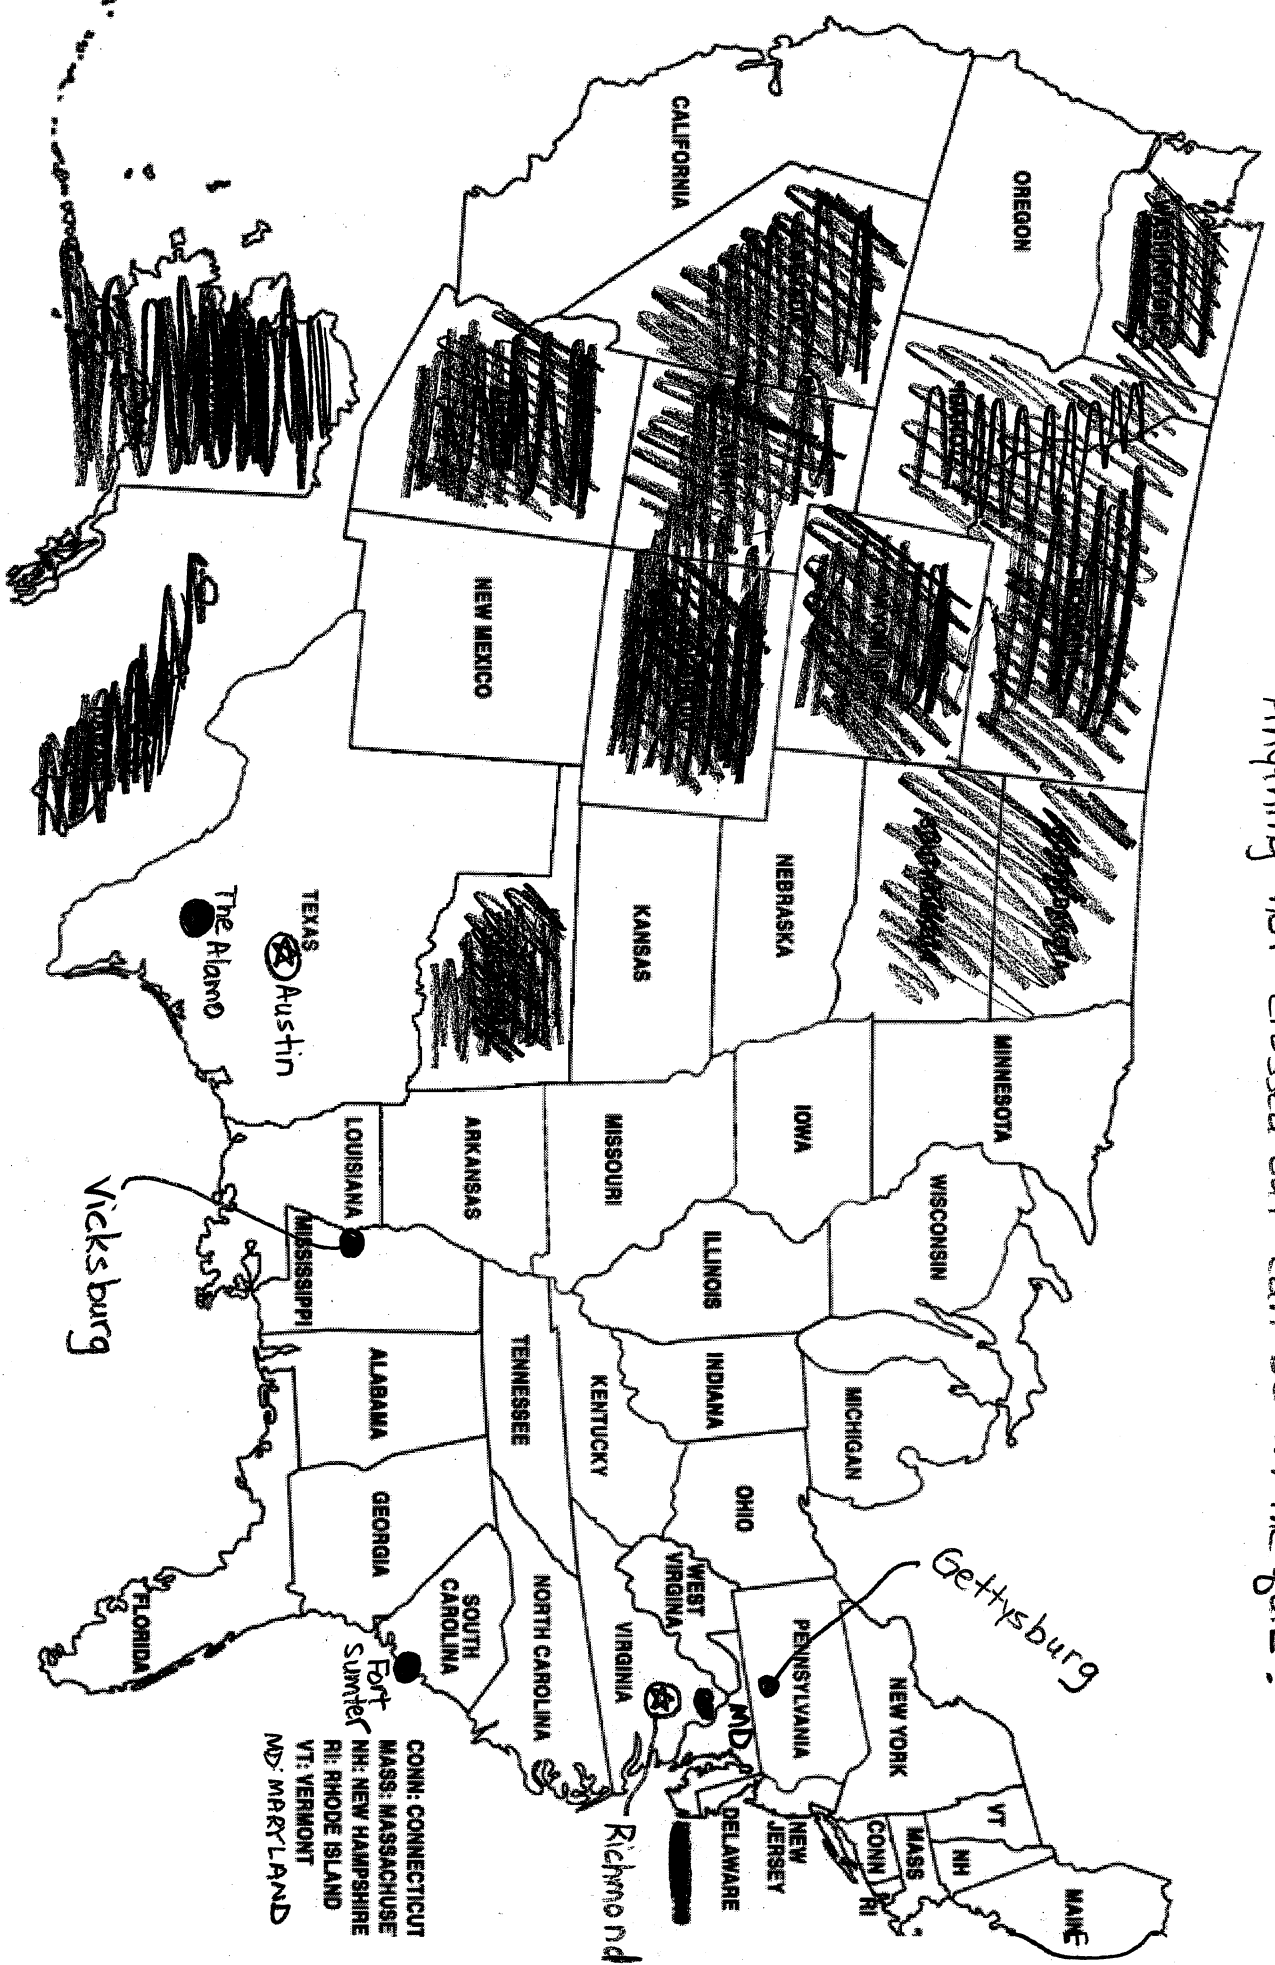 Anything not crossed out can be in the
OREGON
CALIFORNIA
NEW MEXICO
TEXAS
Austin
The Alamo
NEBRASKA
KANSAS
MINNESOTA
IOWA
MISSOURI
ARKANSAS
LOUISIANA
WISCONSIN
ILLINOIS
MISSISSIPPI
Vicksburg
MICHIGAN
INDIANA
KENTUCKY
TENNESSEE
ALABAMA
GEORGIA
OHIO
WEST
VIRGINA
VIRGINIA
NORTH CAROLINA
SOUTH
CAROLINA
FLORIDA
Fort
Sumter
Gettysburg
PENNSYLVANIA
NEW YORK
MD
Richmond
DELAWARE
NEW
JERSEY
CONN
MASS
RI
VT
NH
MAINE
CONN: CONNECTICUT
MASS: MASSACHUSE
NH: NEW HAMPSHIRE
RI: RHODE ISLAND
VT: VERMONT
MD: MARYLAND